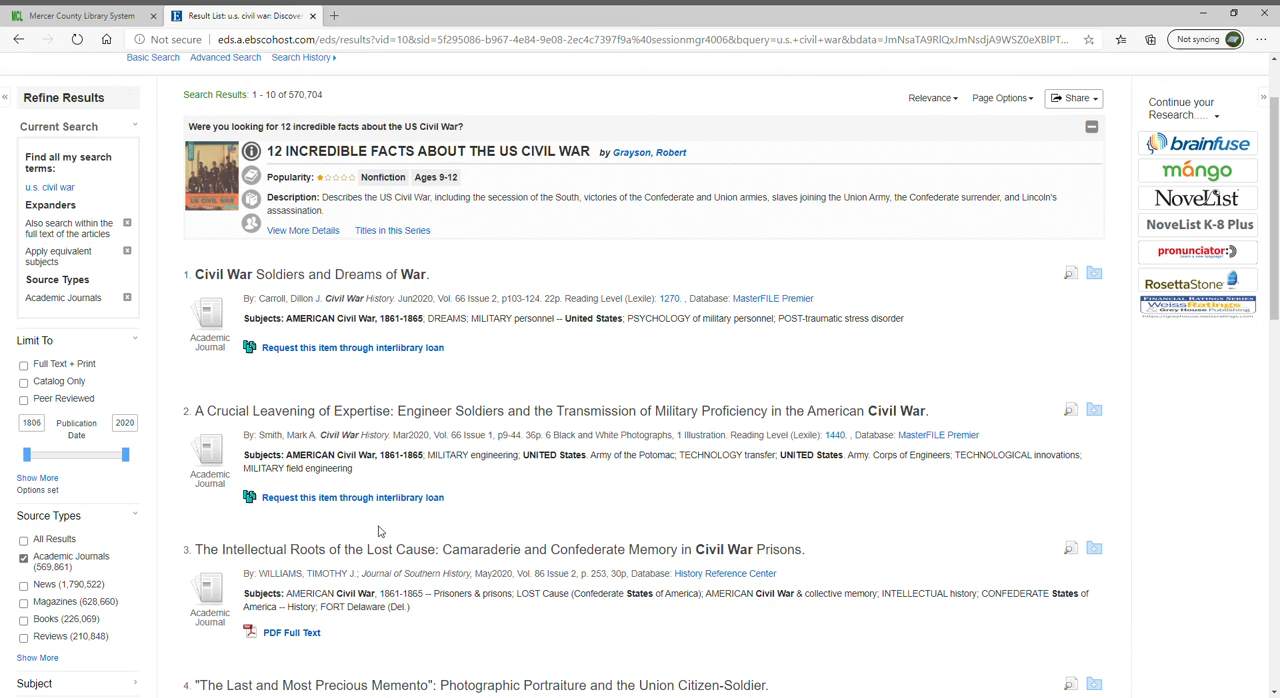 MCL Mercer County Library System
Result List: u.s. civil war: Discove
Not secure eds.a.ebscohost.com/eds/results?vid=10&sid=5f295086-b967-4e84-9e08-2ec4c7397f9a%40sessionmgr4006&bquery=u.s.+civil+war&bdata=JmNsaTA9RlQxJmNsdjA9WSZ0eXBlPT...
Not syncing
Basic Search Advanced Search Search History
Refine Results
Current Search
Find all my search
terms:
u.s. civil war
Expanders
Also search within the
full text of the articles
Apply equivalent
subjects
Source Types
Academic Journals
Limit To
Full Text + Print
Catalog Only
Peer Reviewed
1806 Publication Date 2020
Show More
Options set
Source Types
All Results
Academic Journals
(569,861)
News (1,790,522)
Magazines (628,660)
Books (226,069)
Reviews (210,848)
Show More
Subject
Search Results: 1 - 10 of 570,704
Relevance Page Options Share
Were you looking for 12 incredible facts about the US Civil War?
12 INCREDIBLE FACTS ABOUT THE US CIVIL WAR by Grayson, Robert
Popularity: Nonfiction Ages 9-12
Description: Describes the US Civil War, including the secession of the South, victories of the Confederate and Union armies, slaves joining the Union Army, the Confederate surrender, and Lincoln's
assassination.
View More Details Titles in this Series
US CIVIL WAR
1. Civil War Soldiers and Dreams of War.
By: Carroll, Dillon J. Civil War History. Jun2020, Vol. 66 Issue 2, p103-124. 22p. Reading Level (Lexile): 1270. , Database: MasterFILE Premier
Subjects: AMERICAN Civil War, 1861-1865; DREAMS; Military personnel -- United States; PSYCHOLOGY of military personnel; POST-traumatic stress disorder
Academic
Journal
Request this item through interlibrary loan
2. A Crucial Leavening of Expertise: Engineer Soldiers and the Transmission of Military Proficiency in the American Civil War.
By: Smith, Mark A. Civil War History. Mar2020, Vol. 66 Issue 1, p9-44. 36p. 6 Black and White Photographs, 1 Illustration. Reading Level (Lexile): 1440. , Database: MasterFILE Premier
Subjects: AMERICAN Civil War, 1861-1865; MILITARY engineering; UNITED States. Army of the Potomac; TECHNOLOGY transfer; UNITED States. Army. Corps of Engineers; TECHNOLOGICAL innovations;
MILITARY field engineering
Academic
Journal
Request this item through interlibrary loan
3. The Intellectual Roots of the Lost Cause: Camaraderie and Confederate Memory in Civil War Prisons.
By: WILLIAMS, TIMOTHY J.; Journal of Southern History, May2020, Vol. 86 Issue 2, p. 253, 30p, Database: History Reference Center
Subjects: AMERICAN Civil War, 1861-1865 -- Prisoners & prisons; LOST Cause (Confederate States of America); AMERICAN Civil War & collective memory; INTELLECTUAL history; CONFEDERATE States of
America -- History; FORT Delaware (Del.)
Academic
Journal
PDF Full Text
4. "The Last and Most Precious Memento": Photographic Portraiture and the Union Citizen-Soldier.
Continue your
Research.....
brainfuse
mango
NoveList
NoveList K-8 Plus
pronunciator:)
learn a new language!
RosettaStone
FINANCIAL RATINGS SERIES
WeissRatings
Grey House Publishing
https://greyhouse.weissratings.com